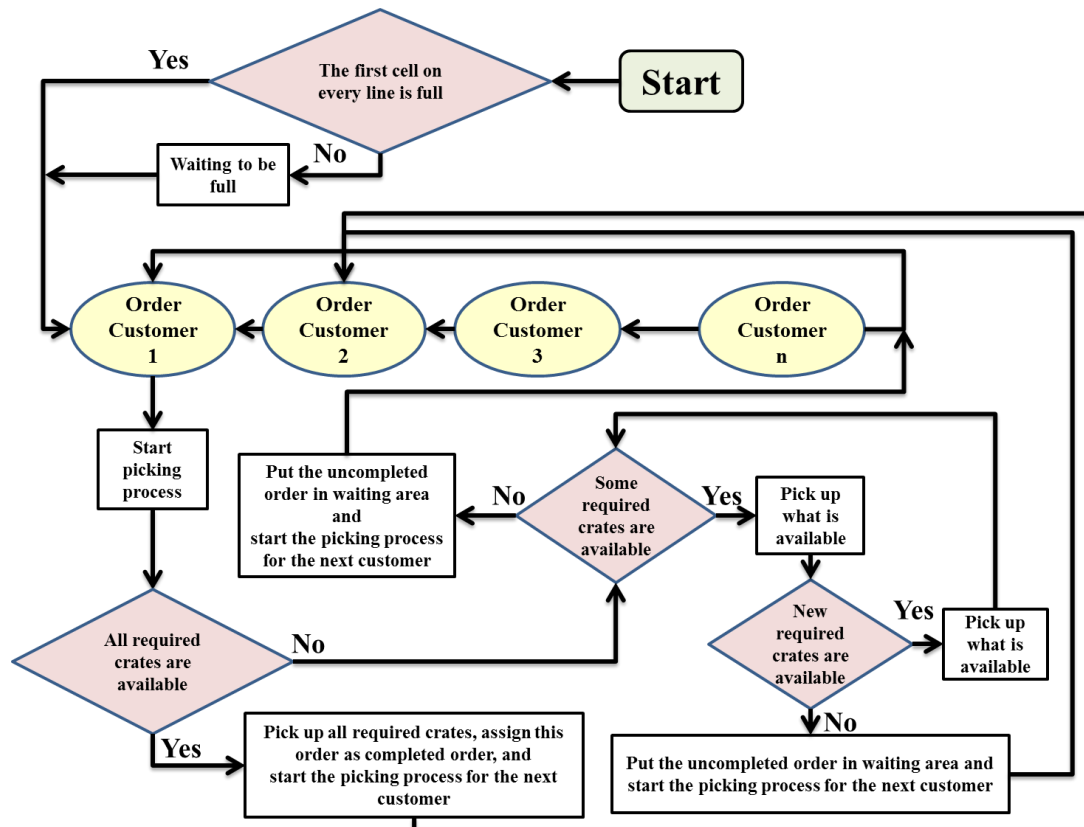 Start
The first cell on
every line is full
Yes
No
Waiting to be
full
Order
Customer
1
Order
Customer
2
Order
Customer
3
Order
Customer
n
Start
picking
process
Put the uncompleted
order in waiting area
and
start the picking process
for the next customer
No
Some
required
crates are
available
Yes
Pick up
what is
available
All required
crates are
available
No
New
required
crates are
available
Yes
Pick up
what is
available
Yes
Pick up all required crates, assign this
order as completed order, and
start the picking process for the next
customer
No
Put the uncompleted order in waiting area and
start the picking process for the next customer